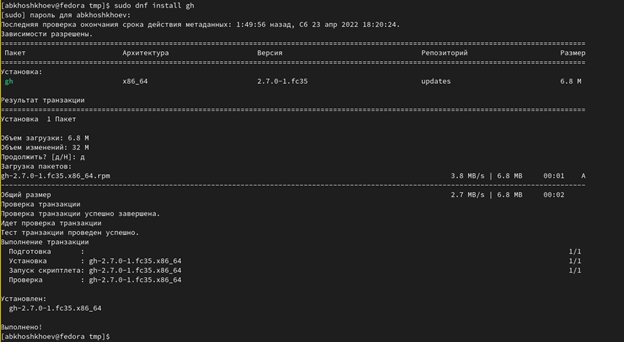 [abkhoshkhoev@fedora tmp]$ sudo dnf install gh
[sudo] пароль для abkhoshkhoev:
Последняя проверка окончания срока действия метаданных: 1:49:56 назад, Сб 23 апр 2022 18:20:24.
Зависимости разрешены.
Пакет Архитектура Версия Репозиторий Размер
Установка:
gh x86_64 2.7.0-1.fc35 updates 6.8 M
Результат транзакции
Установка 1 Пакет
Объем загрузки: 6.8 M
Объем изменений: 32 M
Продолжить? [д/Н]: д
Загрузка пакетов:
gh-2.7.0-1.fc35.x86_64.rpm 3.8 MB/s | 6.8 MB 00:01 A
Общий размер 2.7 MB/s | 6.8 MB 00:02
Проверка транзакции
Проверка транзакции успешно завершена.
Идет проверка транзакции
Тест транзакции проведен успешно.
Выполнение транзакции
Подготовка : 1/1
Установка : gh-2.7.0-1.fc35.x86_64 1/1
Запуск скриптлета: gh-2.7.0-1.fc35.x86_64 1/1
Проверка : gh-2.7.0-1.fc35.x86_64
Установлен:
gh-2.7.0-1.fc35.x86_64
Выполнено!
[abkhoshkhoev@fedora tmp]$